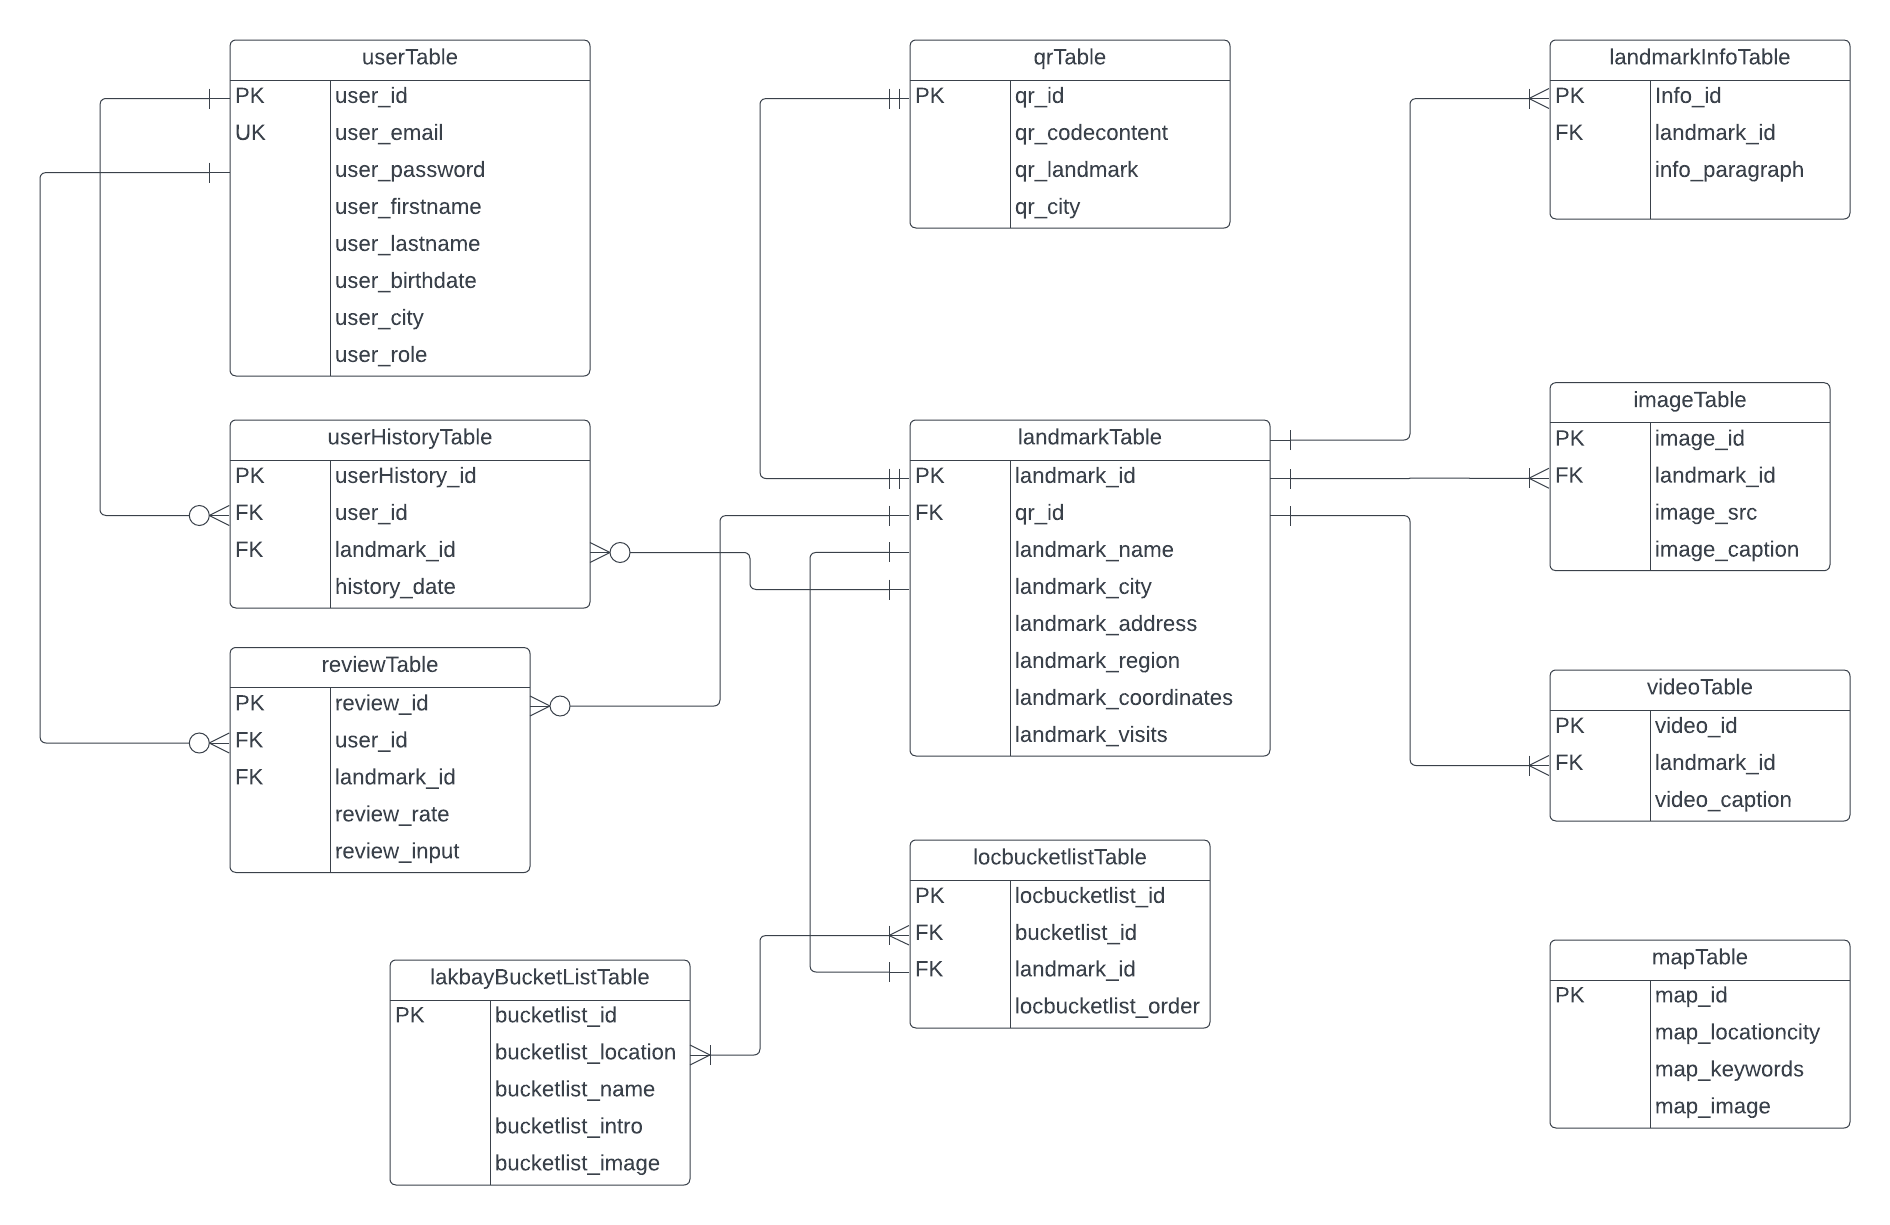 userTable
PK user_id
UK user_email
user_password
user_firstname
user_lastname
user_birthdate
user_city
user_role
qrTable
PK qr_id
qr_codecontent
qr_landmark
qr_city
landmarkInfoTable
PK Info_id
FK landmark_id
info_paragraph
userHistoryTable
PK userHistory_id
FK user_id
FK landmark_id
history_date
landmarkTable
PK landmark_id
FK qr_id
landmark_name
landmark_city
landmark_address
landmark_region
landmark_coordinates
landmark_visits
imageTable
PK image_id
FK landmark_id
image_src
image_caption
reviewTable
PK review_id
FK user_id
FK landmark_id
review_rate
review_input
videoTable
PK video_id
FK landmark_id
video_caption
locbucketlistTable
PK locbucketlist_id
FK bucketlist_id
FK landmark_id
locbucketlist_order
lakbayBucketListTable
PK bucketlist_id
bucketlist_location
bucketlist_name
bucketlist_intro
bucketlist_image
mapTable
PK map_id
map_locationcity
map_keywords
map_image